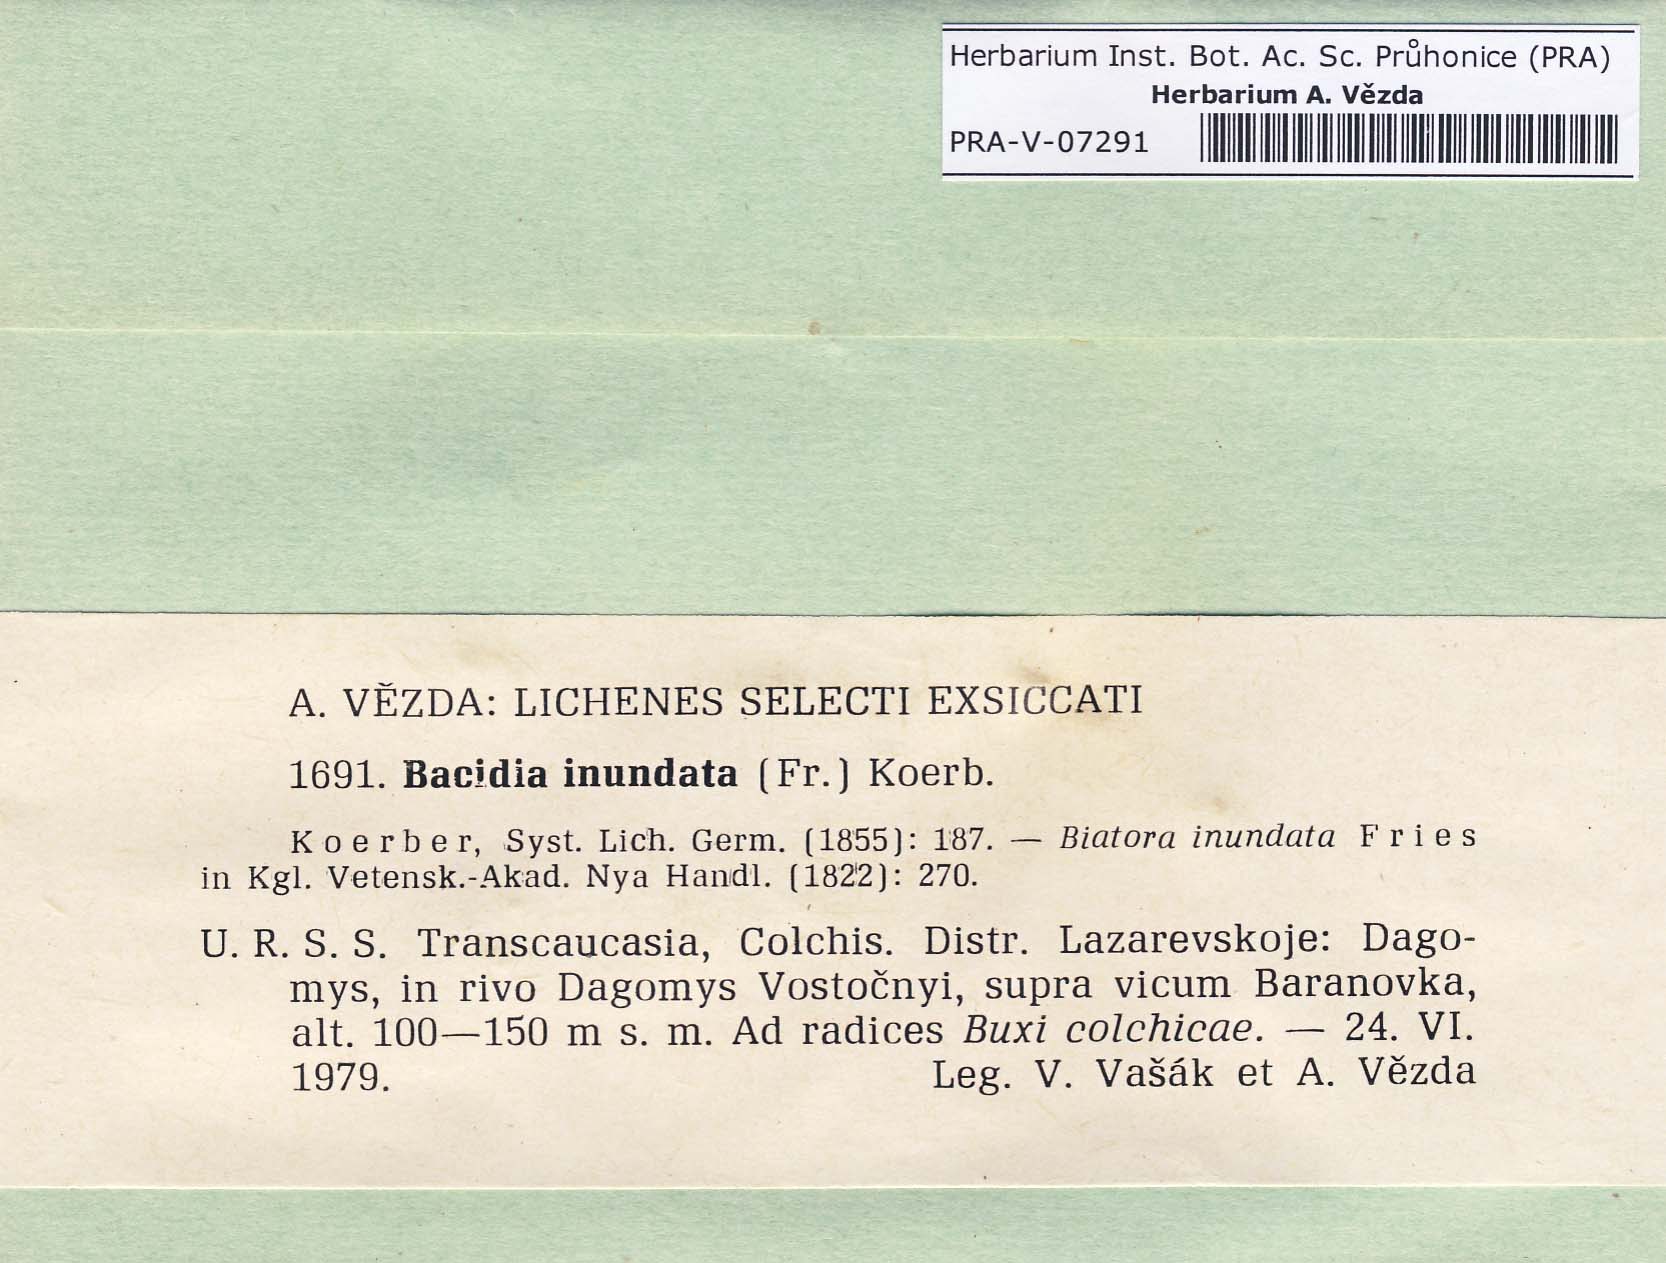 Herbarium Inst. Bot. Ac. Sc. Průhonice (PRA)
Herbarium A. Vězda
PRA-V-07291
A. VĚZDA: LICHENES SELECTI EXSICCATI
1691. Bacidia inundata (Fr.) Koerb.
Koerber, Syst. Lich. Germ. (1855): 187. — Biatora inundata Fries
in Kgl. Vetensk.-Akad. Nya Handl. (1822): 270.
U. R. S. S. Transcaucasia, Colchis. Distr. Lazarevskoje: Dago-
mys, in rivo Dagomys Vostočnyi, supra vicum Baranovka,
alt. 100—150 m s. m. Ad radices Buxi colchicae. — 24. VI.
1979. Leg. V. Vašák et A. Vězda